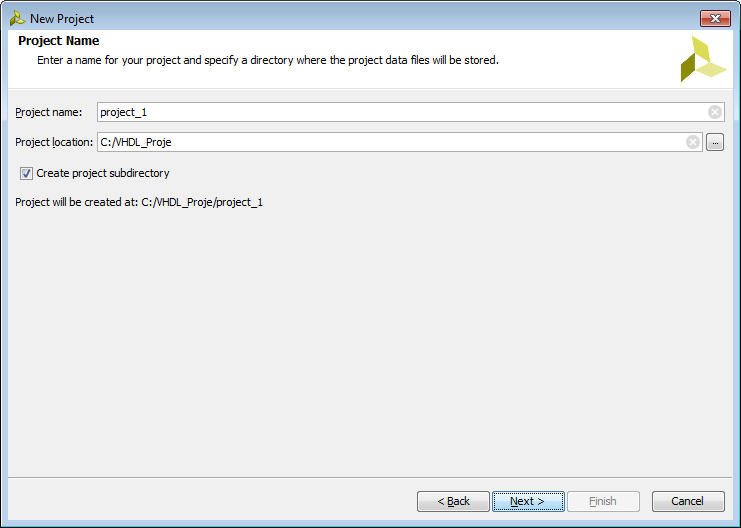 New Project
Project Name
Enter a name for your project and specify a directory where the project data files will be stored.
Project name: project_1
Project location: C:/VHDL_Proje ...
Create project subdirectory
Project will be created at: C:/VHDL_Proje/project_1
< Back Next > Finish Cancel